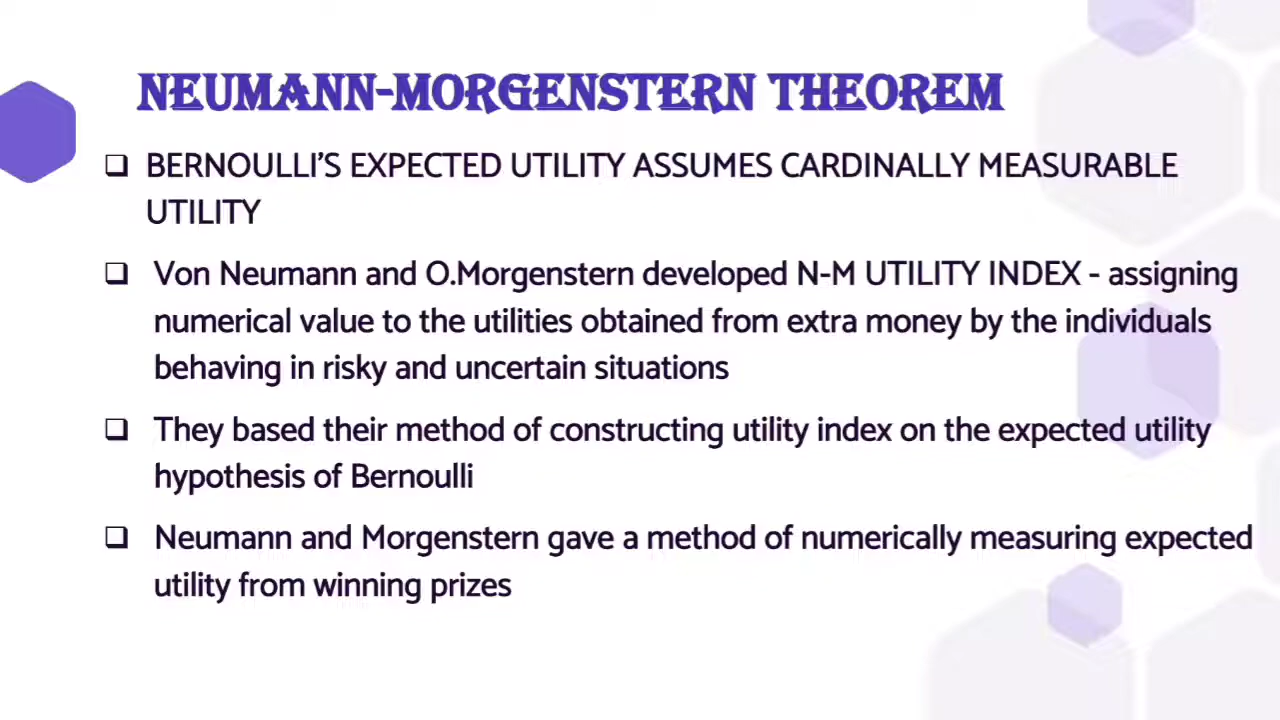 NEUMANN-MORGENSTERN THEOREM
❑ BERNOULLI'S EXPECTED UTILITY ASSUMES CARDINALLY MEASURABLE
UTILITY
❑ Von Neumann and O.Morgenstern developed N-M UTILITY INDEX - assigning
numerical value to the utilities obtained from extra money by the individuals
behaving in risky and uncertain situations
❑ They based their method of constructing utility index on the expected utility
hypothesis of Bernoulli
❑ Neumann and Morgenstern gave a method of numerically measuring expected
utility from winning prizes